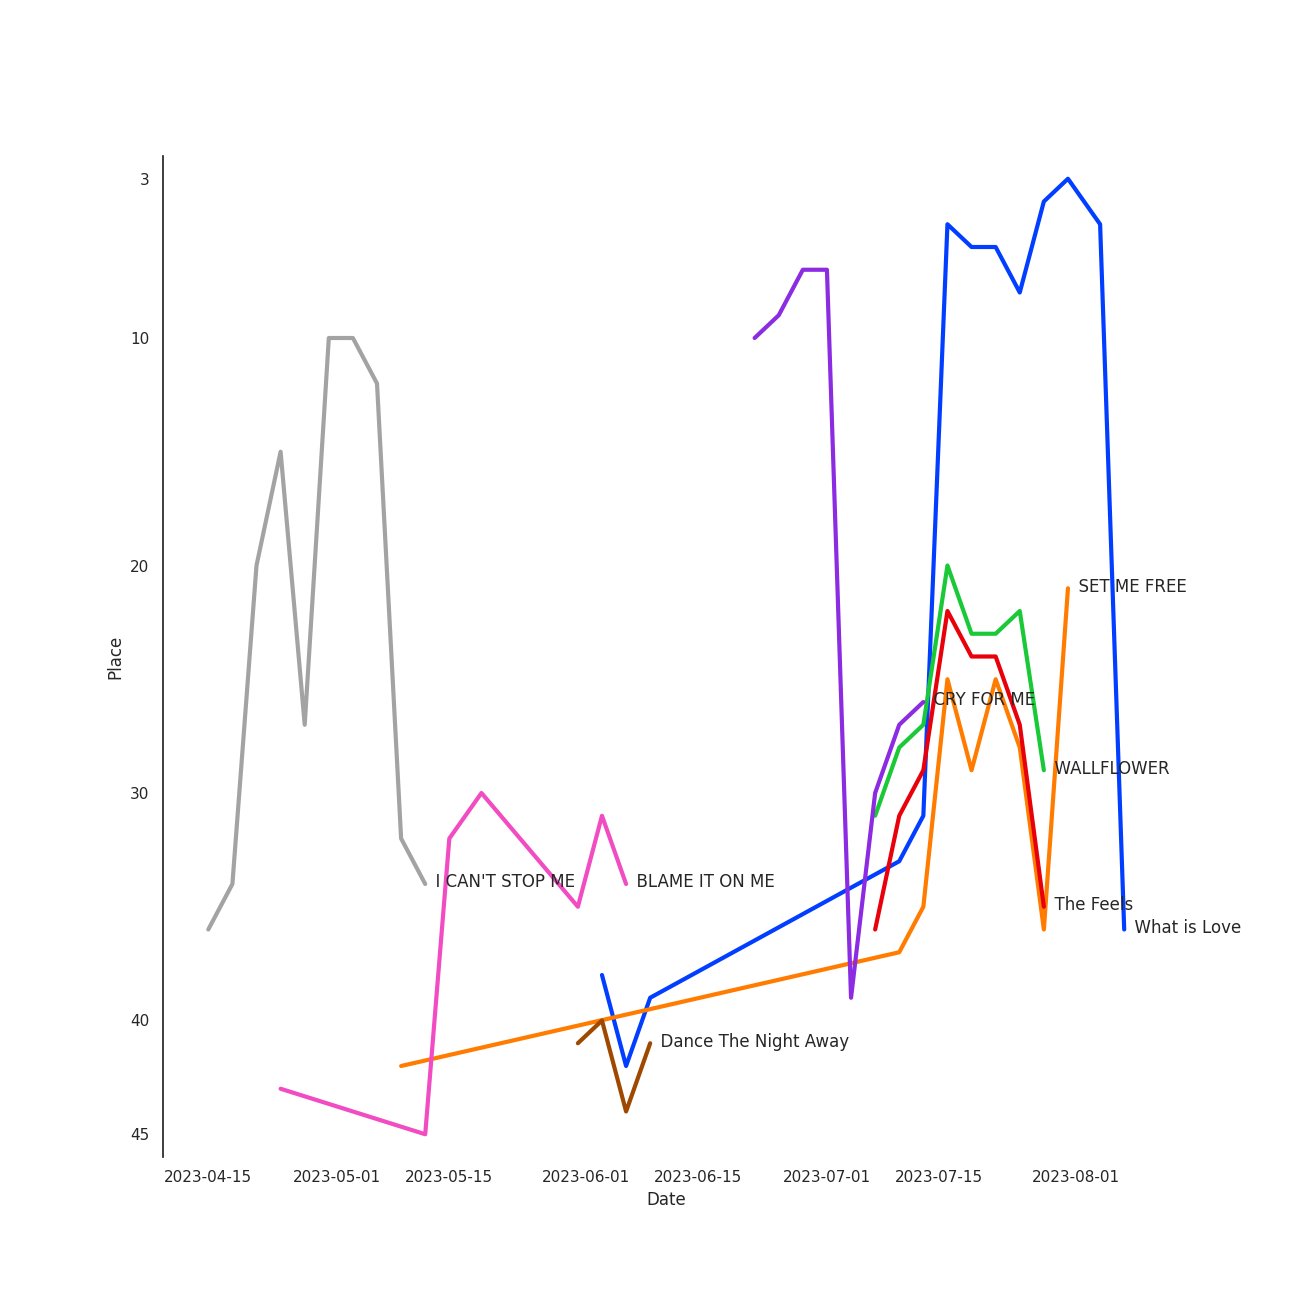 3
10
20
30
40
45
Place
SET ME FREE
CRY FOR ME
WALLFLOWER
I CAN'T STOP ME
BLAME IT ON ME
The Feels
What is Love
Dance The Night Away
2023-04-15
2023-05-01
2023-05-15
2023-06-01
2023-06-15
2023-07-01
2023-07-15
2023-08-01
Date